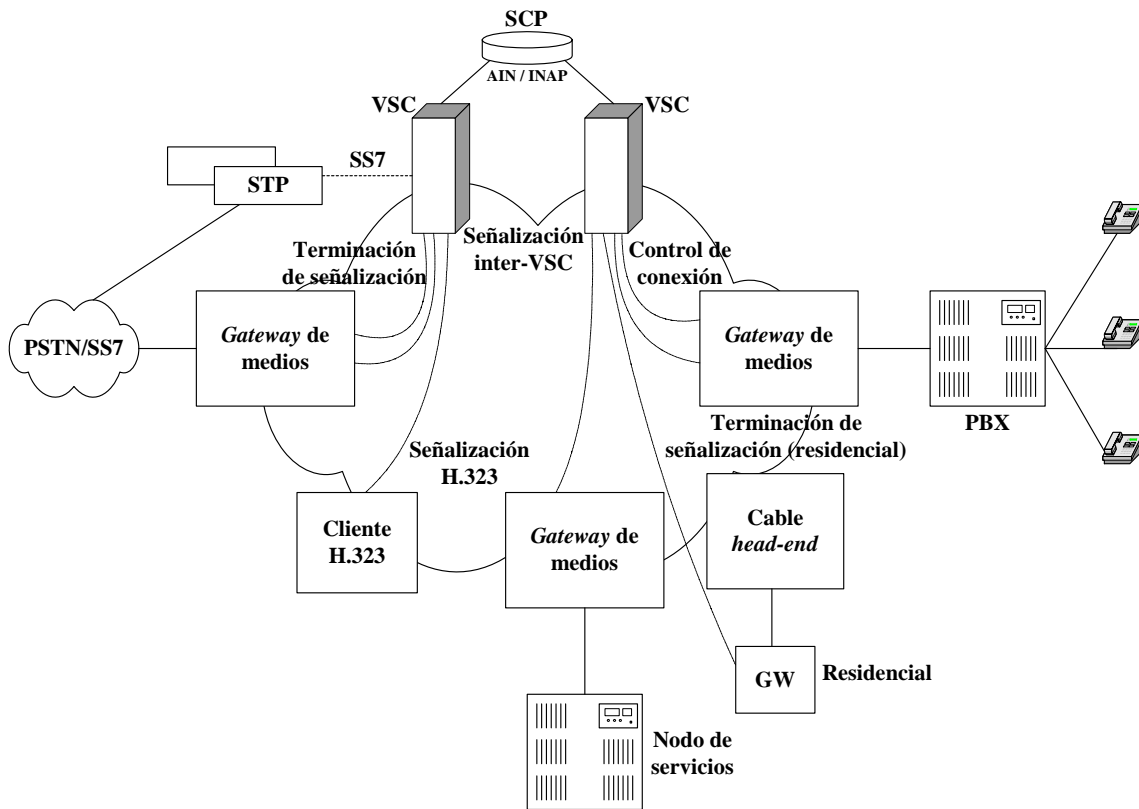 SCP
AIN / INAP
VSC
VSC
SS7
STP
Señalización
inter-VSC
Terminación
de señalización
Control de
conexión
PSTN/SS7
Gateway de
medios
Gateway de
medios
PBX
Terminación de
señalización (residencial)
Señalización
H.323
Cliente
H.323
Gateway de
medios
Cable
head-end
GW
Residencial
Nodo de
servicios